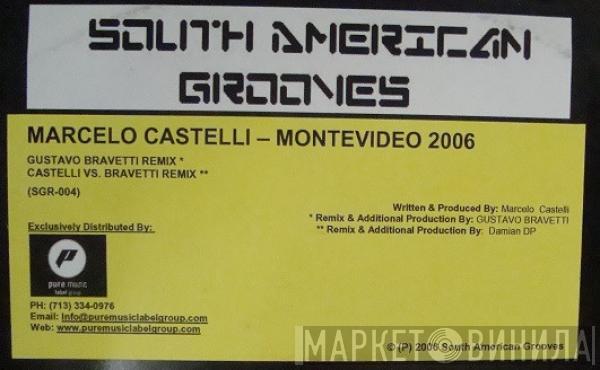 SOUTH AMERICAN
GROOVES
MARCELO CASTELLI – MONTEVIDEO 2006
GUSTAVO BRAVETTI REMIX *
CASTELLI VS. BRAVETTI REMIX **
(SGR-004)
Written & Produced By: Marcelo Castelli
* Remix & Additional Production By: GUSTAVO BRAVETTI
** Remix & Additional Production By: Damian DP
Exclusively Distributed By:
P
pure music
label group
PH: (713) 334-0976
Email: Info@puremusiclabelgroup.com
Web: www.puremusiclabelgroup.com
МАРКЕТ ВИНИЛА
© (P) 2006 South American Grooves